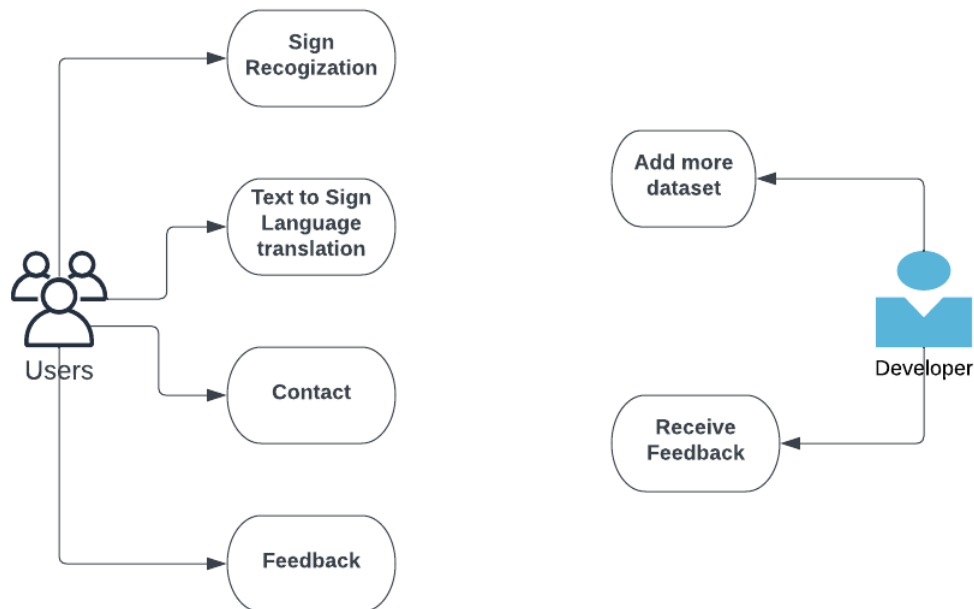 Sign
Recogization
Text to Sign
Language
translation
Users
Contact
Feedback
Add more
dataset
Developer
Receive
Feedback